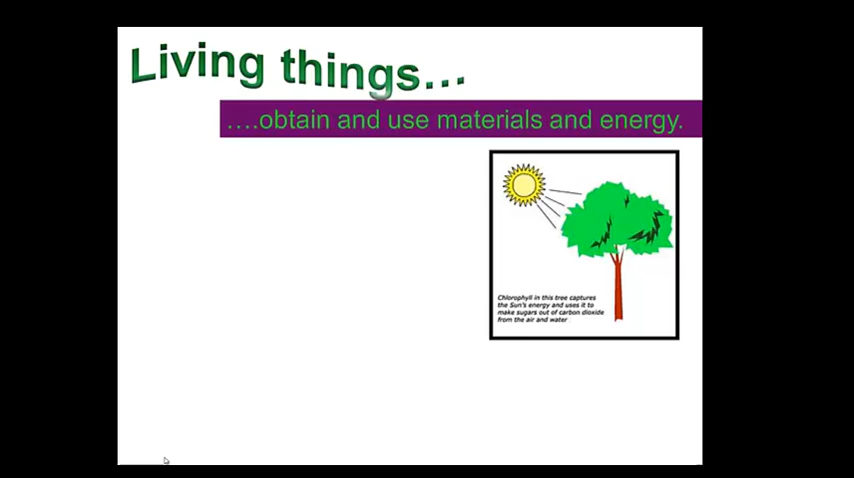 Living things…
….obtain and use materials and energy.
Chlorophyll in this tree captures
the Sun's energy and uses it to
make sugars out of carbon dioxide
from the air and water